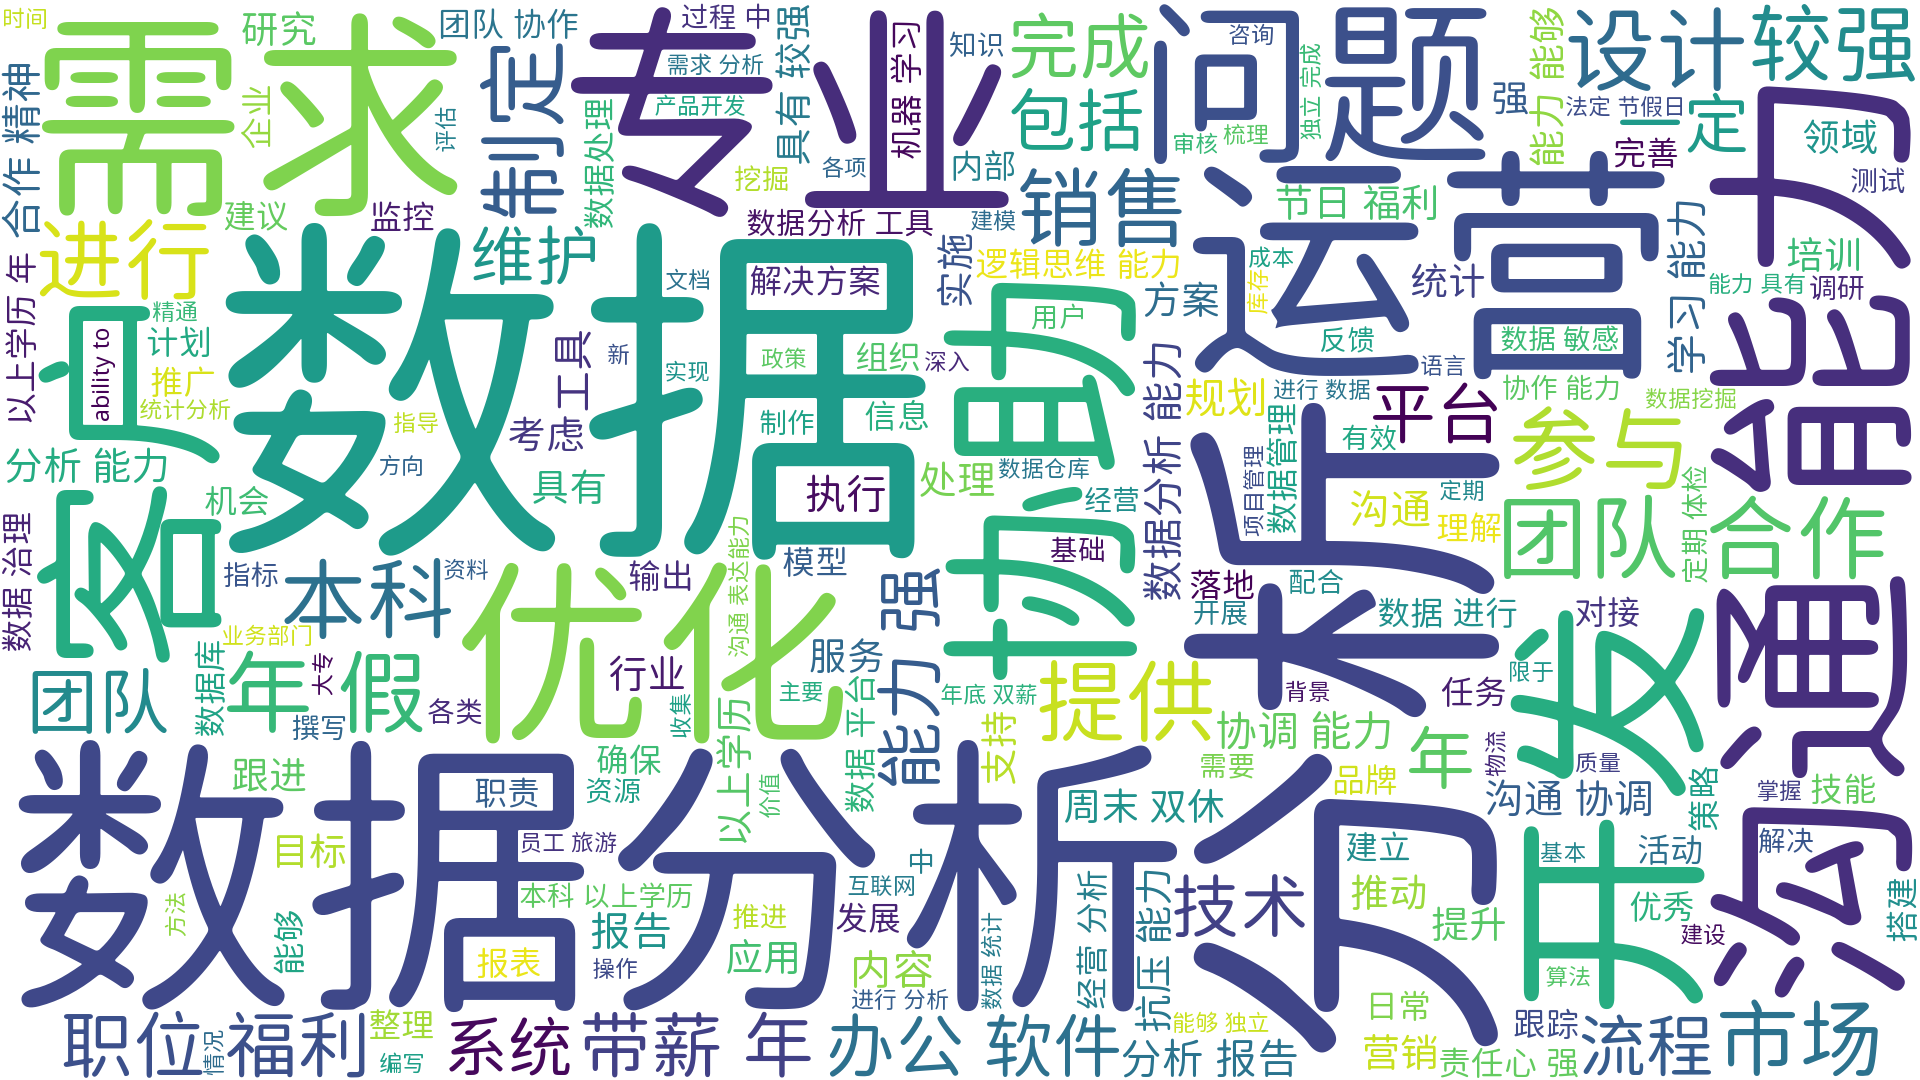 时间
需求
研究
团队 协作
过程 中
专业
知识
完成
问题
咨询
能够
设计
较强
合作 精神
企业
评估
制定
需求 分析
产品开发
数据处理
具有 较强
机器 学习
包括
独立 完成
强
法定 节假日
一定
能力
领域
审核
梳理
能力 能够
完善
测试
建议
监控
挖掘
各项
内部
数据分析 工具
建模
销售
节日 福利
运营
学习 能力
培训
进行
维护
数据
文档
解决方案
实施
逻辑思维 能力
成本
方案
库存
统计
能力 具有
调研
以上学历 年
客户
精通
计划
ability to
推广
统计分析
指导
新
实现
政策
组织
深入
协助
用户
反馈
语言
数据 敏感
工具
考虑
制作
信息
数据分析 能力
规划
进行 数据
平台
协作 能力
数据挖掘
参与
沟通能力
分析 能力
方向
具有
执行
处理
数据仓库
经营
项目管理
数据管理
有效
沟通
定期
理解
团队合作
定期 体检
机会
数据 治理
指标
本科
资料
优化
输出
沟通 表达能力
模型
能力 强
基础
落地
配合
开展
数据 进行
对接
技术
开发
业务部门
数据库
年假
大专
团队
撰写
各类
行业
收集
服务
主要
以上学历
数据 平台
年底 双薪
提供
支持
背景
协调 能力
任务
限于
年
物流
质量
沟通 协调
策略
掌握
技能
跟进
确保
资源
职责
价值
数据分析
周末 双休
需要
品牌
业务
目标
员工 旅游
中
互联网
建立
基本
活动
解决
方法
能够
本科 以上学历
报告
推进
发展
应用
数据 统计
经营 分析
抗压 能力
技术
推动
提升
优秀
建设
搭建
报表
操作
内容
进行 分析
算法
日常
职位
情况
福利
整理
编写
系统
带薪 年
办公 软件
分析 报告
能够 独立
营销
责任心 强
跟踪
流程
市场